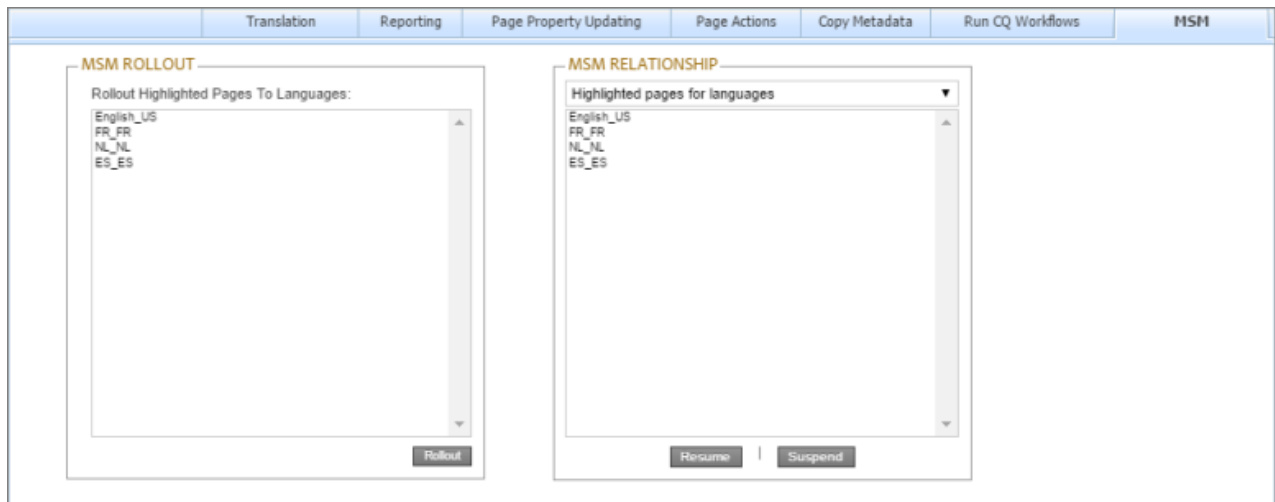 Translation Reporting Page Property Updating Page Actions Copy Metadata Run CQ Workflows MSM
MSM ROLLOUT
Rollout Highlighted Pages To Languages:
English_US
FR_FR
NL_NL
ES_ES
Rollout
MSM RELATIONSHIP
Highlighted pages for languages
English_US
FR_FR
NL_NL
ES_ES
Resume | Suspend